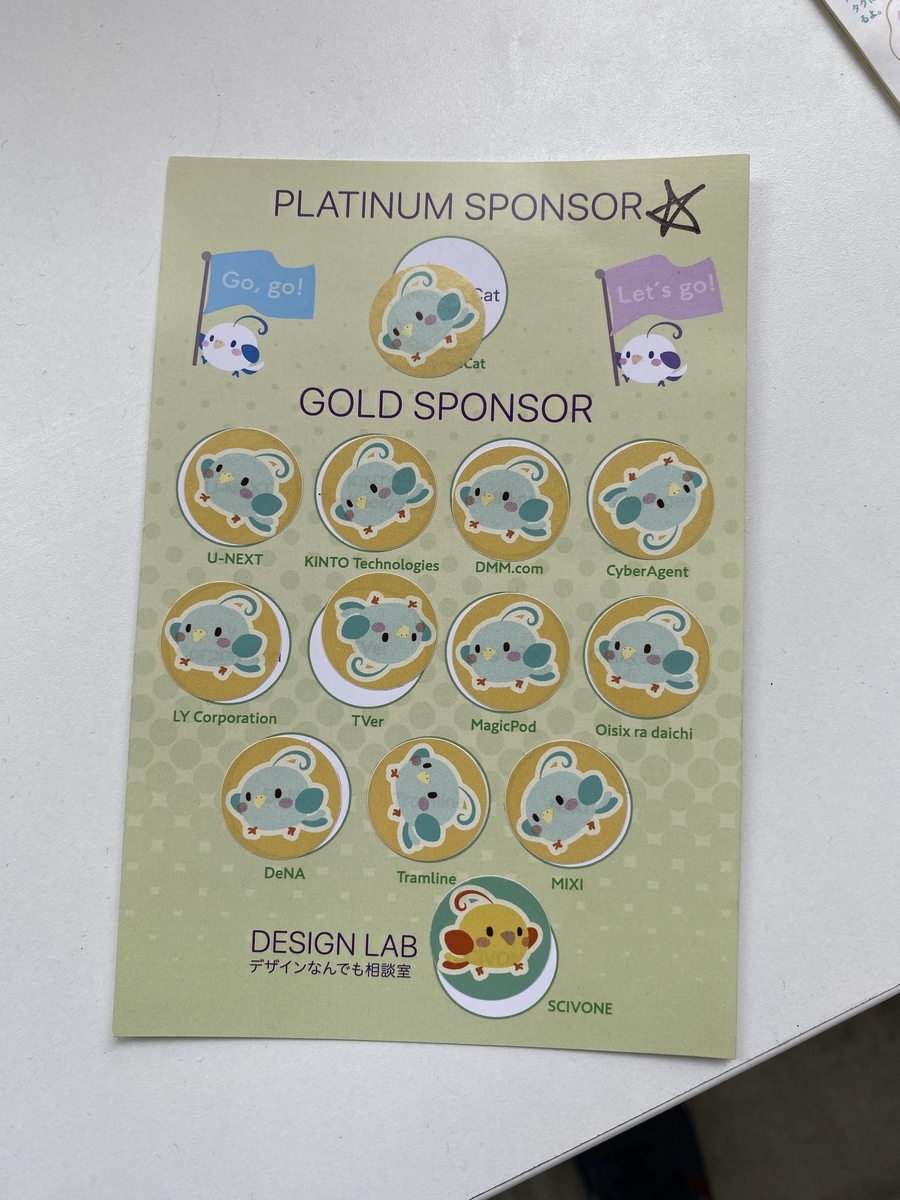 PLATINUM SPONSOR
Go, go!
Cat
Let's go!
Cat
GOLD SPONSOR
U-NEXT
KINTO Technologies
DMM.com
CyberAgent
LY Corporation
TVer
MagicPod
Oisix ra daichi
DeNA
Tramline
MIXI
DESIGN LAB
デザインなんでも相談室
SCIVONE